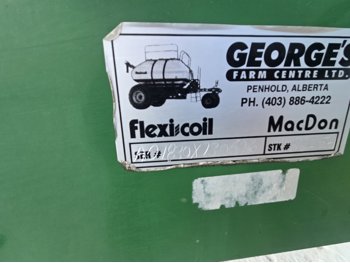 GEORGE'S
FARM CENTRE LTD.
PENHOLD, ALBERTA
PH. (403) 886-4222
flexi-coil MacDon
SER # STK #